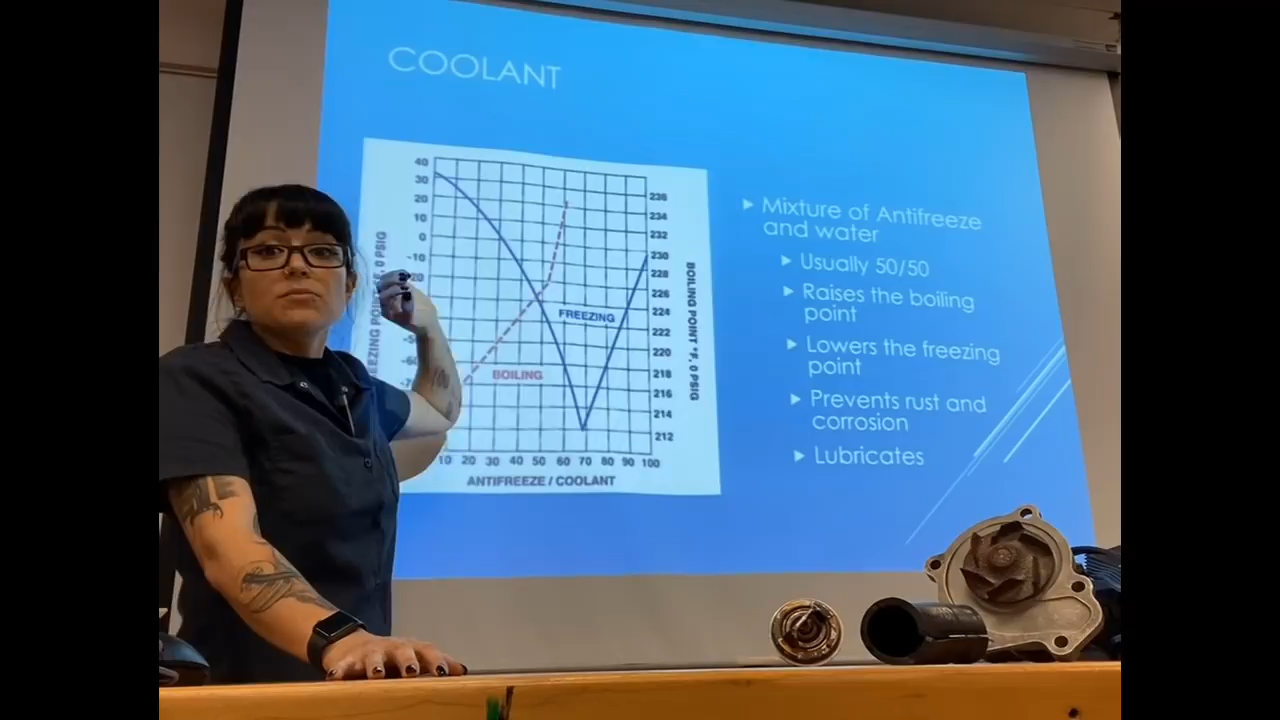 COOLANT
40
30
20
10
0
-10
20
-60
236
234
232
230
228
226
224
222
220
218
216
214
212
BOILING POINT °F, 0 PSIG
FREEZING
BOILING
10 20 30 40 50 60 70 80 90 100
ANTIFREEZE / COOLANT
Mixture of Antifreeze
and water
Usually 50/50
Raises the boiling
point
Lowers the freezing
point
Prevents rust and
corrosion
Lubricates